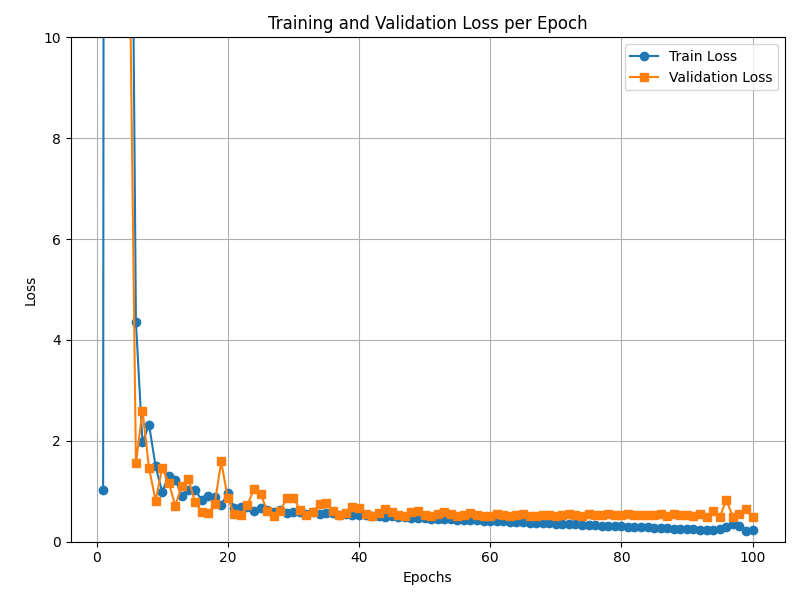 Training and Validation Loss per Epoch
Train Loss
Validation Loss
Loss
10
8
6
4
2
0
0 20 40 60 80 100
Epochs